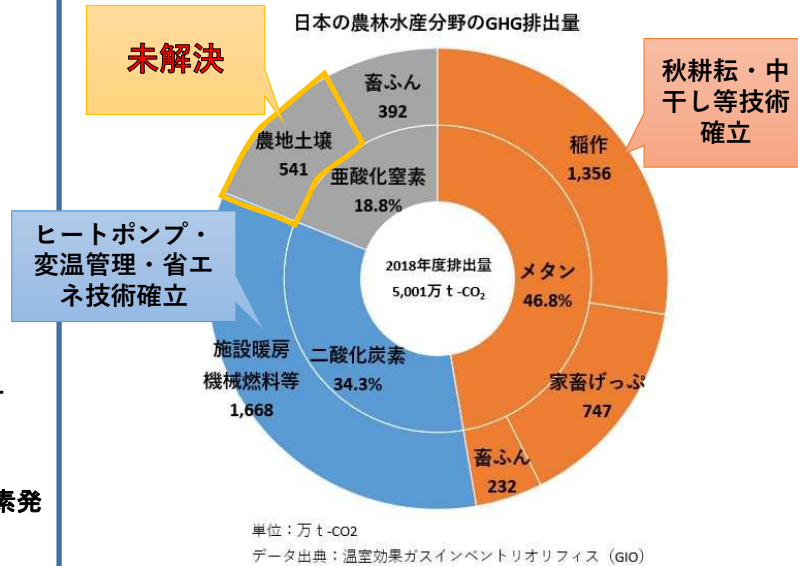 日本の農林水産分野のGHG排出量
未解決
畜ふん
392
農地土壌
541
亜酸化窒素
18.8%
秋耕耘・中
干し等技術
確立
稲作
1,356
ヒートポンプ・
変温管理・省エ
ネ技術確立
2018年度排出量
5,001万ｔ-CO₂
メタン
46.8%
施設暖房
機械燃料等
1,668
二酸化炭素
34.3%
家畜げっぷ
747
畜ふん
232
素発
単位：万ｔ-CO2
データ出典：温室効果ガスインベントリオリフィス（GIO）